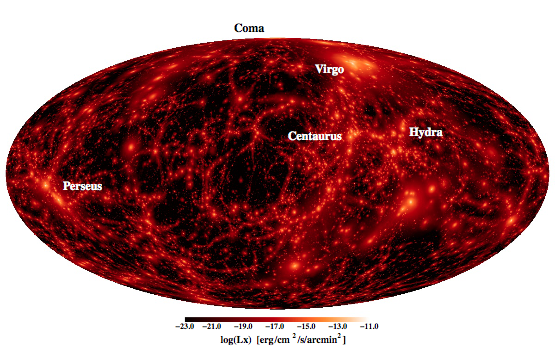 Coma
Virgo
Centaurus
Hydra
Perseus
−23.0 −21.0 −19.0 −17.0 −15.0 −13.0 −11.0
log(Lx) [erg/cm²/s/arcmin²]